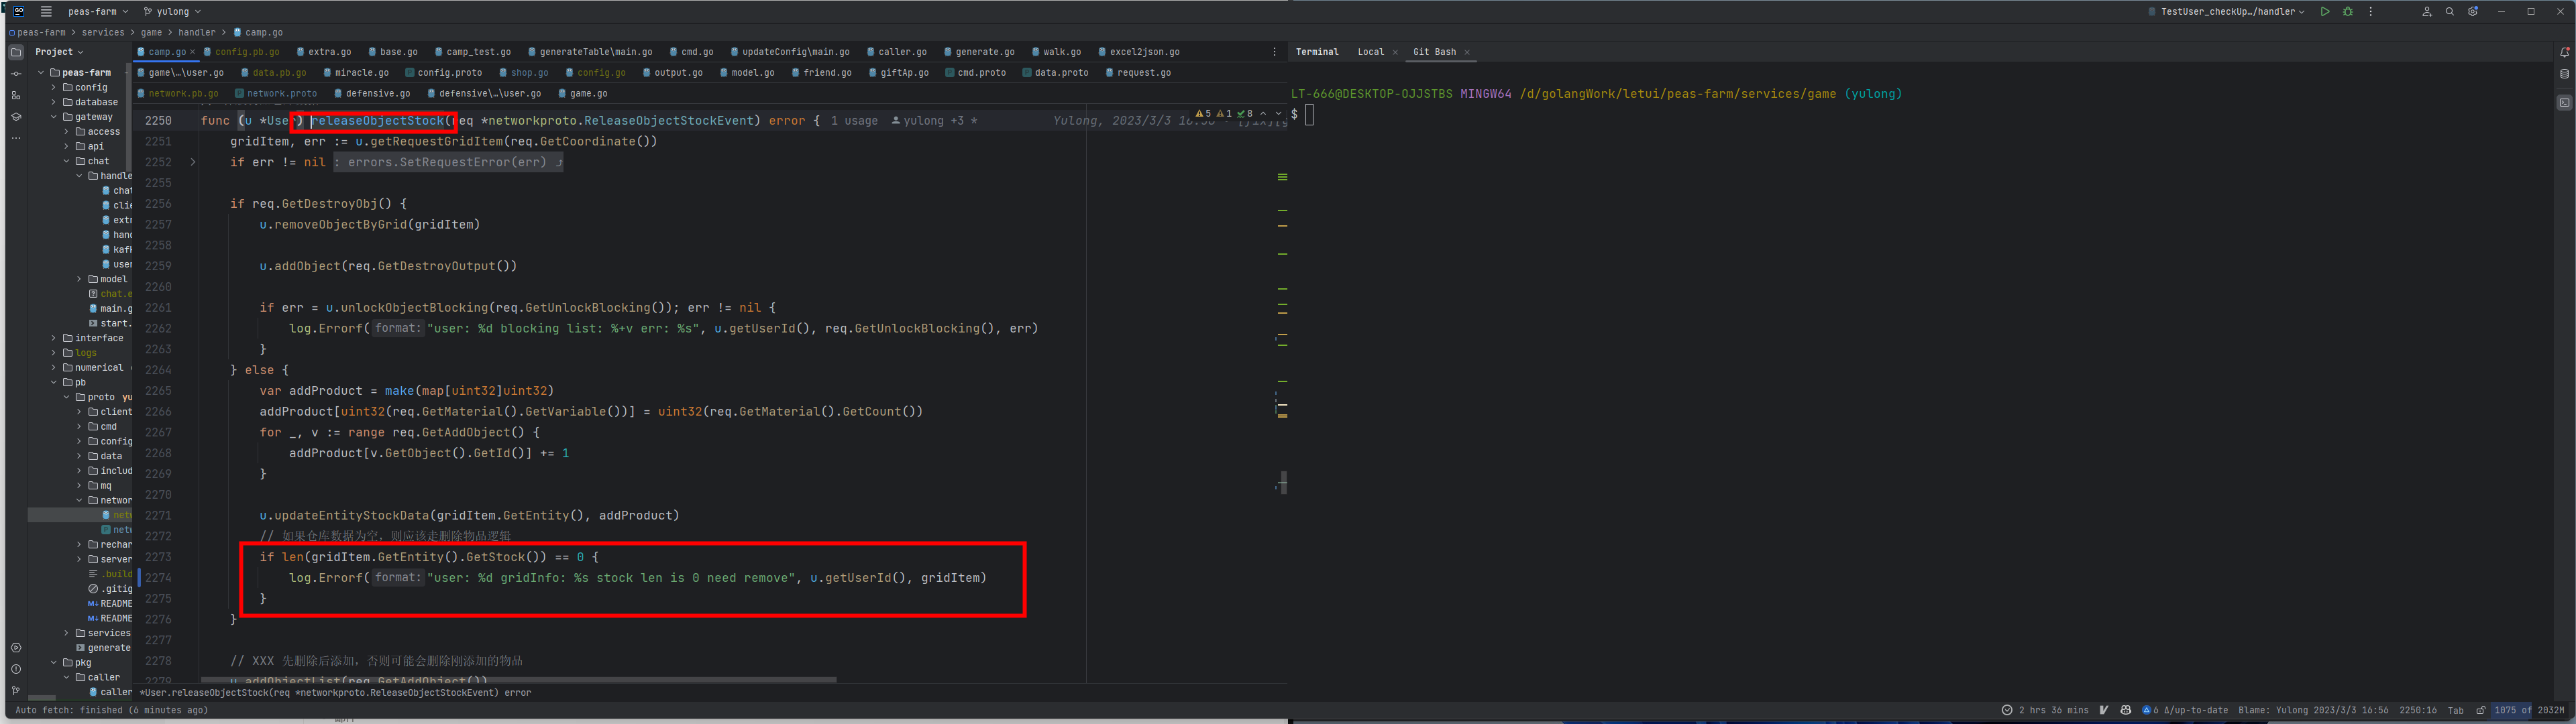 peas-farm yulong TestUser_checkUp…/handler
peas-farm > services > game > handler > camp.go
Project
camp.go config.pb.go extra.go base.go camp_test.go generateTable\main.go cmd.go updateConfig\main.go caller.go generate.go walk.go excel2json.go
game\…\user.go data.pb.go miracle.go config.proto shop.go config.go output.go model.go friend.go giftAp.go cmd.proto data.proto request.go
network.pb.go network.proto defensive.go defensive\…\user.go game.go
peas-farm
config
database
gateway
access
api
chat
handle
chat
clie
extr
hand
kafk
user
model
chat.e
main.g
start.
interface
logs
numerical
pb
proto yu
client
cmd
config
data
includ
mq
networ
netw
netw
rechar
server
.build
.gitig
README
README
services
generate
pkg
caller
caller
2250 func (u *User) releaseObjectStock(req *networkproto.ReleaseObjectStockEvent) error { 1 usage yulong +3 * Yulong, 2023/3/3 16:56
5 1 8
2251 gridItem, err := u.getRequestGridItem(req.GetCoordinate())
2252 if err != nil : errors.SetRequestError(err)
2255
2256 if req.GetDestroyObj() {
2257 u.removeObjectByGrid(gridItem)
2258
2259 u.addObject(req.GetDestroyOutput())
2260
2261 if err = u.unlockObjectBlocking(req.GetUnlockBlocking()); err != nil {
2262 log.Errorf( format: "user: %d blocking list: %+v err: %s", u.getUserId(), req.GetUnlockBlocking(), err)
2263 }
2264 } else {
2265 var addProduct = make(map[uint32]uint32)
2266 addProduct[uint32(req.GetMaterial().GetVariable())] = uint32(req.GetMaterial().GetCount())
2267 for _, v := range req.GetAddObject() {
2268 addProduct[v.GetObject().GetId()] += 1
2269 }
2270
2271 u.updateEntityStockData(gridItem.GetEntity(), addProduct)
2272 // 如果仓库数据为空，则应该走删除物品逻辑
2273 if len(gridItem.GetEntity().GetStock()) == 0 {
2274 log.Errorf( format: "user: %d gridInfo: %s stock len is 0 need remove", u.getUserId(), gridItem)
2275 }
2276 }
2277
2278 // XXX 先删除后添加，否则可能会删除刚添加的物品
2279 u.addObjectList(req.GetAddObject())
*User.releaseObjectStock(req *networkproto.ReleaseObjectStockEvent) error
Terminal Local Git Bash
LT-666@DESKTOP-OJJSTBS MINGW64 /d/golangWork/letui/peas-farm/services/game (yulong)
$
Auto fetch: finished (6 minutes ago) 2 hrs 36 mins 6 Δ/up-to-date Blame: Yulong 2023/3/3 16:56 2250:16 Tab 1075 of 2032M